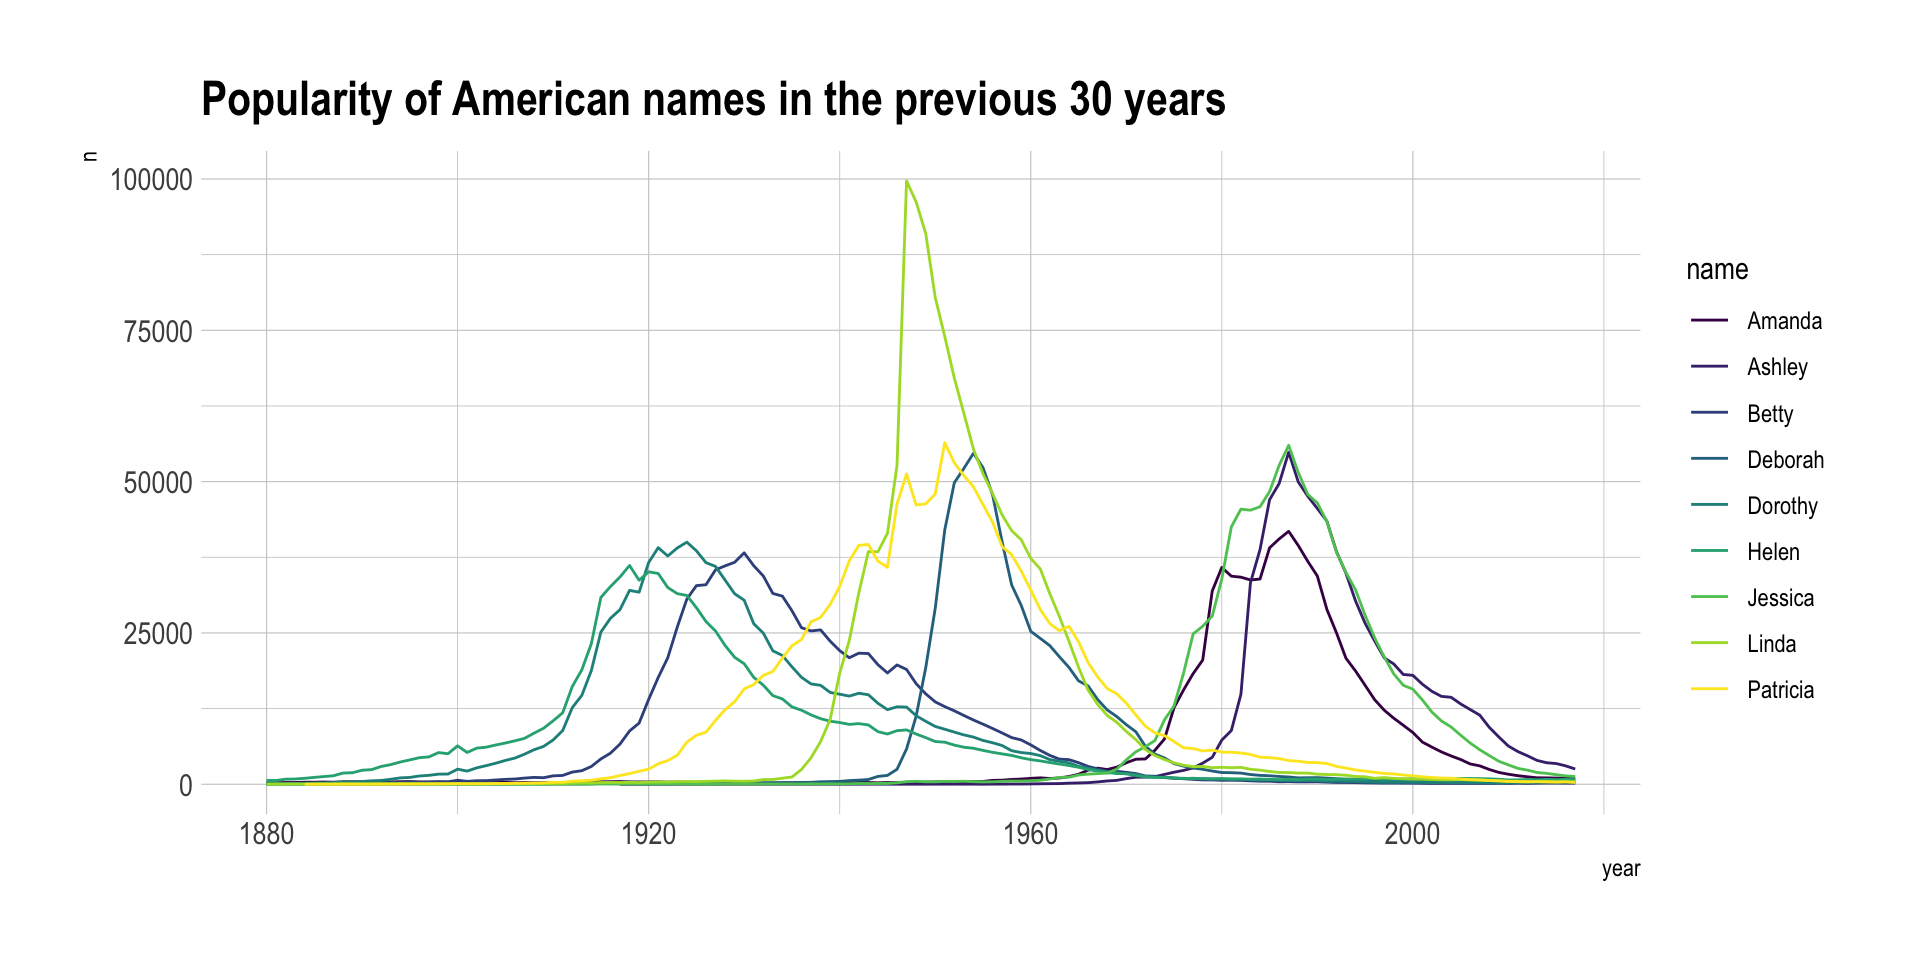 Popularity of American names in the previous 30 years
n
100000
75000
50000
25000
0
1880 1920 1960 2000
year
name
Amanda
Ashley
Betty
Deborah
Dorothy
Helen
Jessica
Linda
Patricia